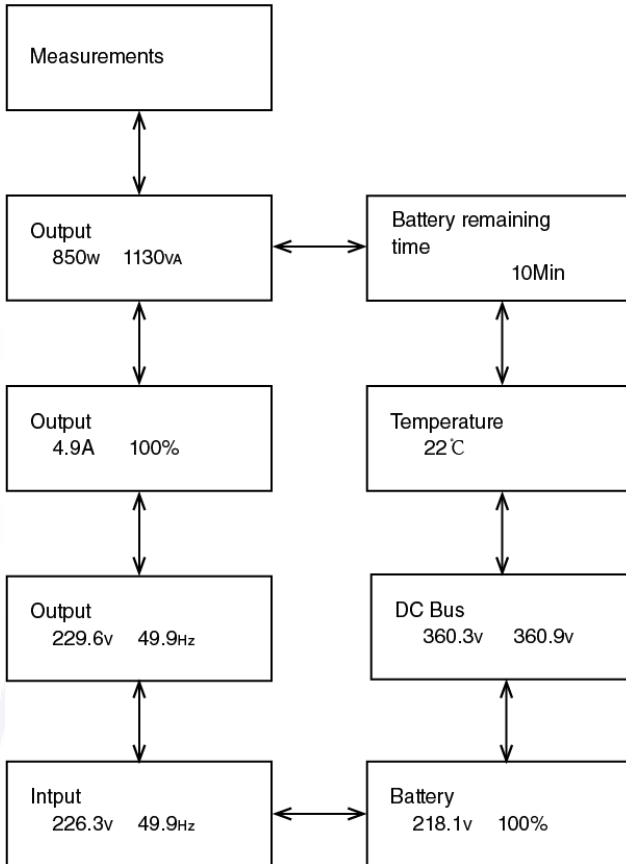 Measurements
Output
850W 1130VA
Battery remaining
time
10Min
Output
4.9A 100%
Temperature
22℃
Output
229.6V 49.9Hz
DC Bus
360.3V 360.9V
Intput
226.3V 49.9Hz
Battery
218.1V 100%